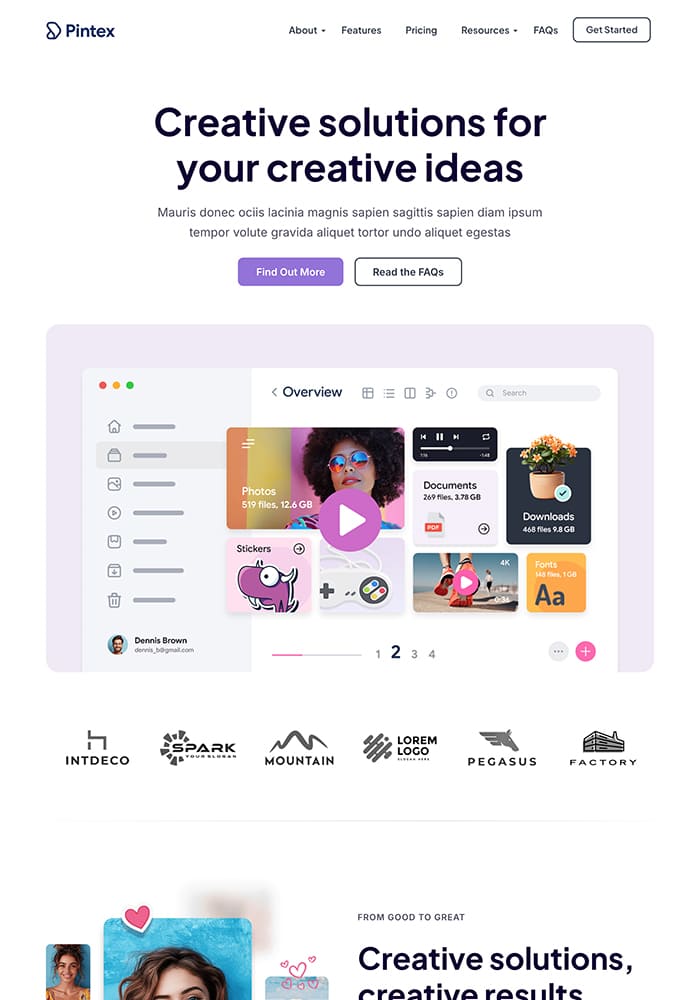 Pintex
About
Features
Pricing
Resources
FAQs
Get Started
Creative solutions for
your creative ideas
Mauris donec ociis lacinia magnis sapien sagittis sapien diam ipsum
tempor volute gravida aliquet tortor undo aliquet egestas
Find Out More
Read the FAQs
Overview
Search
Photos
519 files, 12.6 GB
1:16
-1:48
Documents
269 files, 3.78 GB
PDF
Downloads
468 files 9.8 GB
Stickers
4K
0:34
Fonts
148 files, 1 GB
Aa
Dennis Brown
dennis_b@gmail.com
1 2 3 4
INTDECO
SPARK
YOUR SLOGAN
MOUNTAIN
LOREM
LOGO
SLOGAN HERE
PEGASUS
FACTORY
FROM GOOD TO GREAT
Creative solutions,
creative results